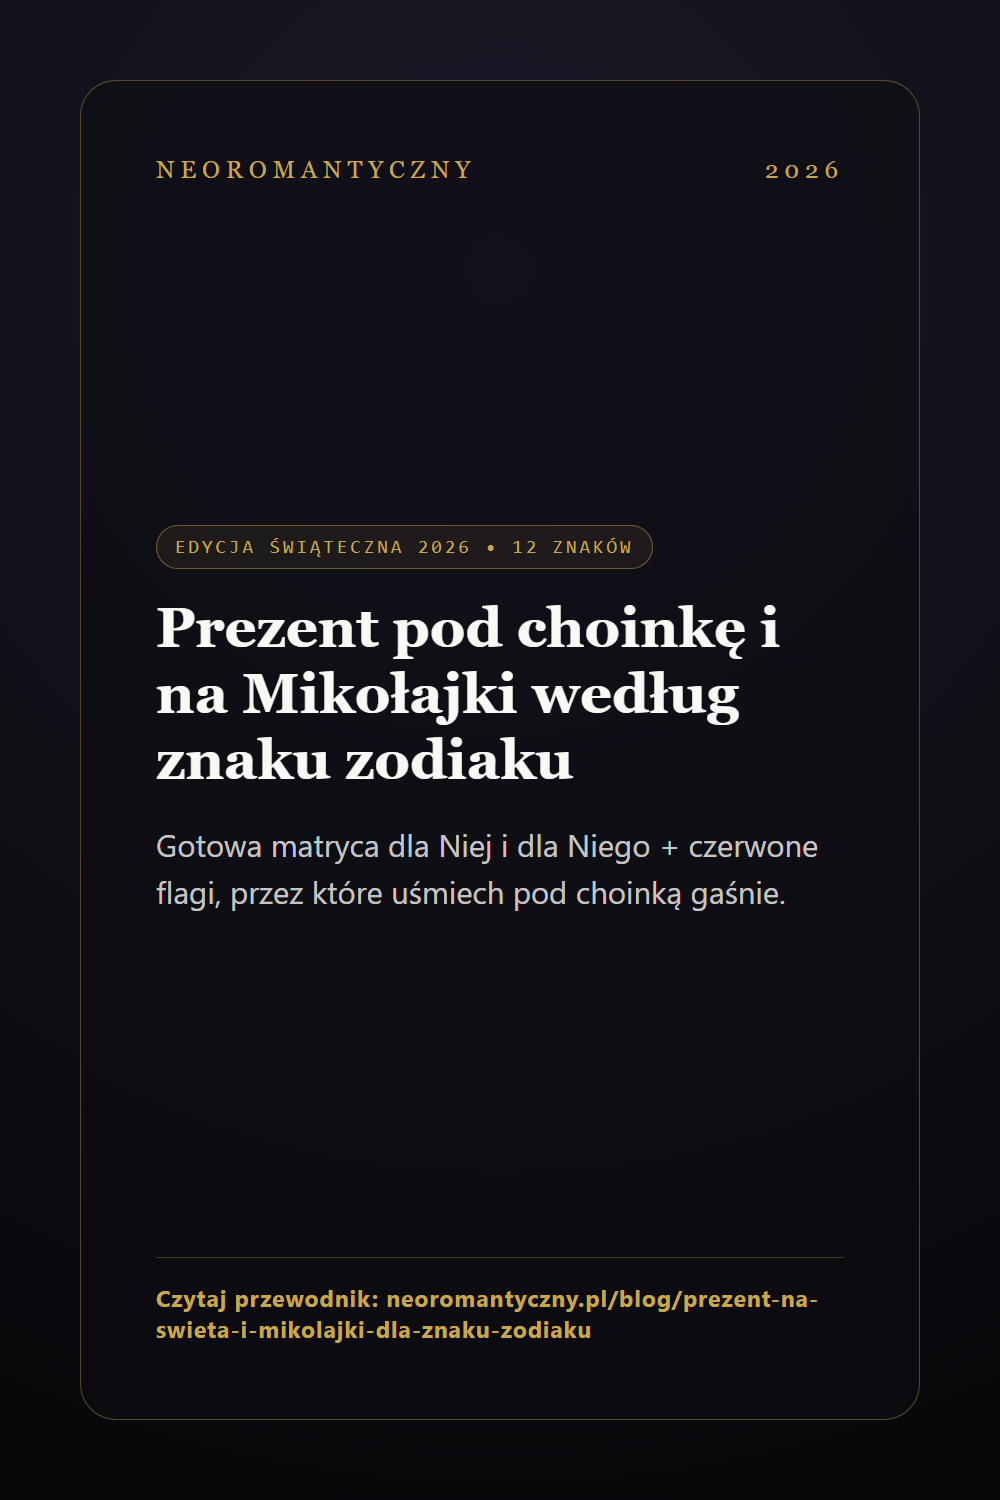 NEOROMANTYCZNY 2026
EDYCJA ŚWIĄTECZNA 2026 • 12 ZNAKÓW
Prezent pod choinkę i
na Mikołajki według
znaku zodiaku
Gotowa matryca dla Niej i dla Niego + czerwone
flagi, przez które uśmiech pod choinką gaśnie.
Czytaj przewodnik: neoromantyczny.pl/blog/prezent-na-
swieta-i-mikolajki-dla-znaku-zodiaku